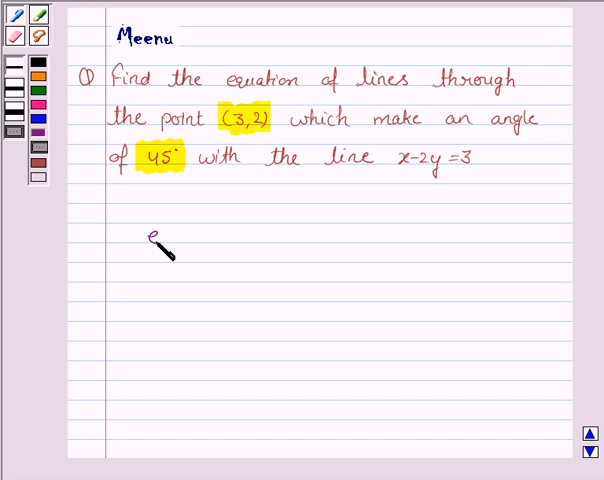 Meenu
Q Find the equation of lines through
the point (3,2) which make an angle
of 45° with the line x-2y=3
e